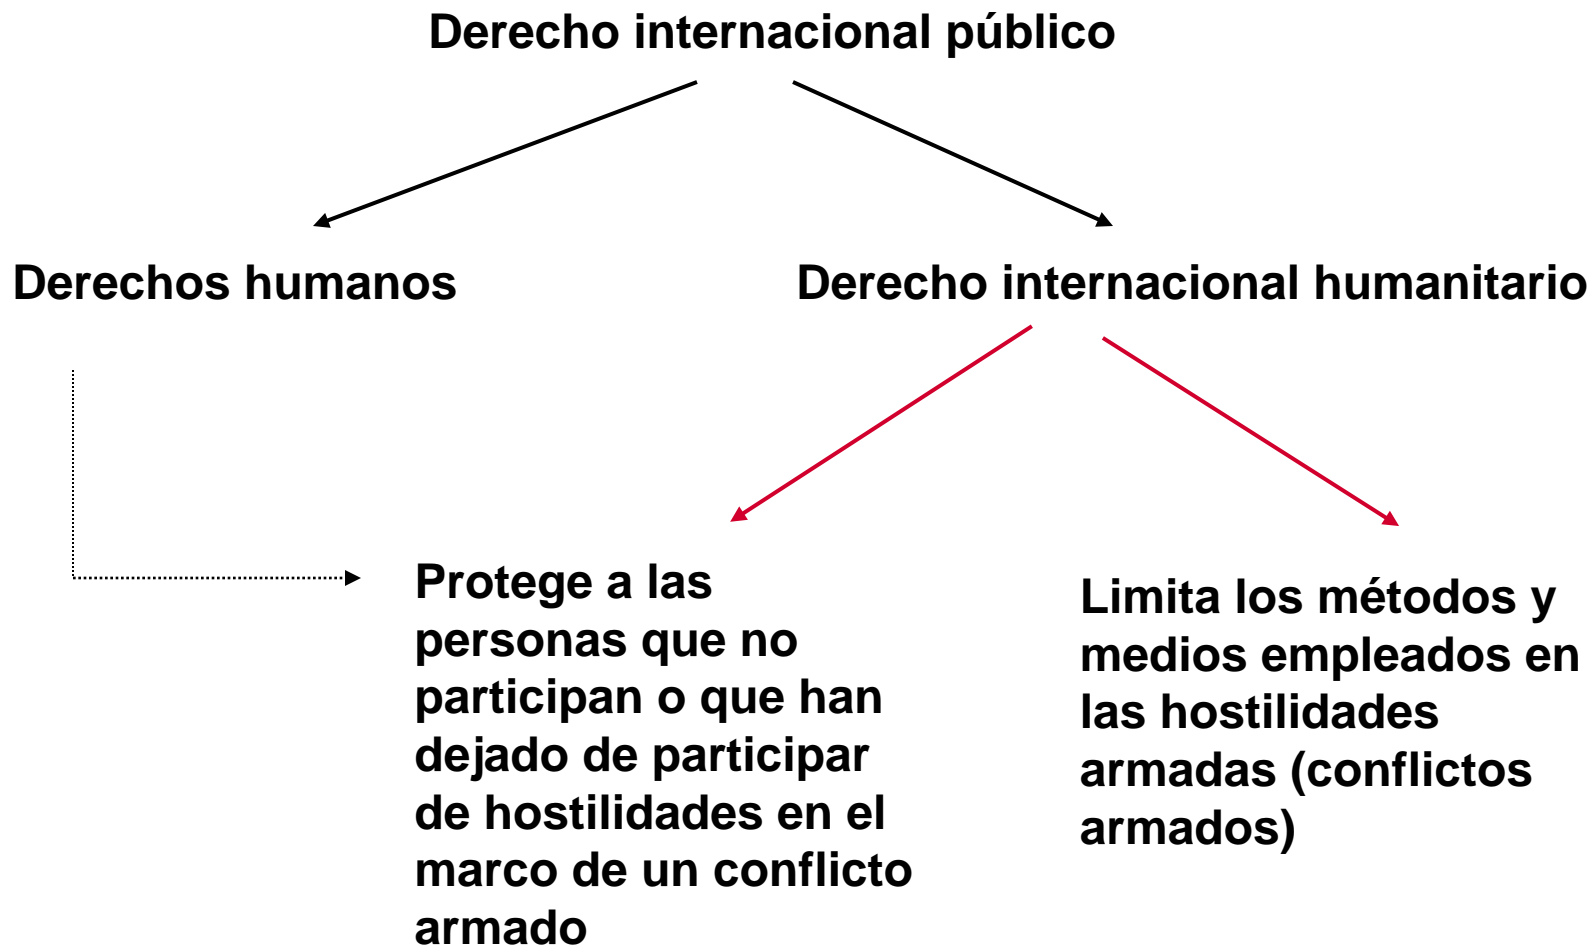 Derecho internacional público
Derechos humanos
Derecho internacional humanitario
Protege a las
personas que no
participan o que han
dejado de participar
de hostilidades en el
marco de un conflicto
armado
Limita los métodos y
medios empleados en
las hostilidades
armadas (conflictos
armados)